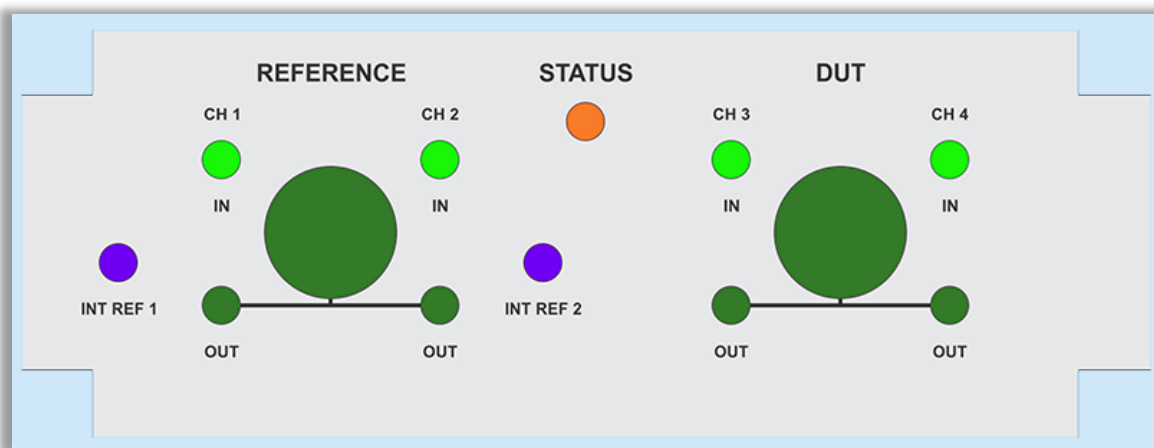 REFERENCE
STATUS
DUT
CH 1
CH 2
CH 3
CH 4
IN
IN
IN
IN
INT REF 1
INT REF 2
OUT
OUT
OUT
OUT